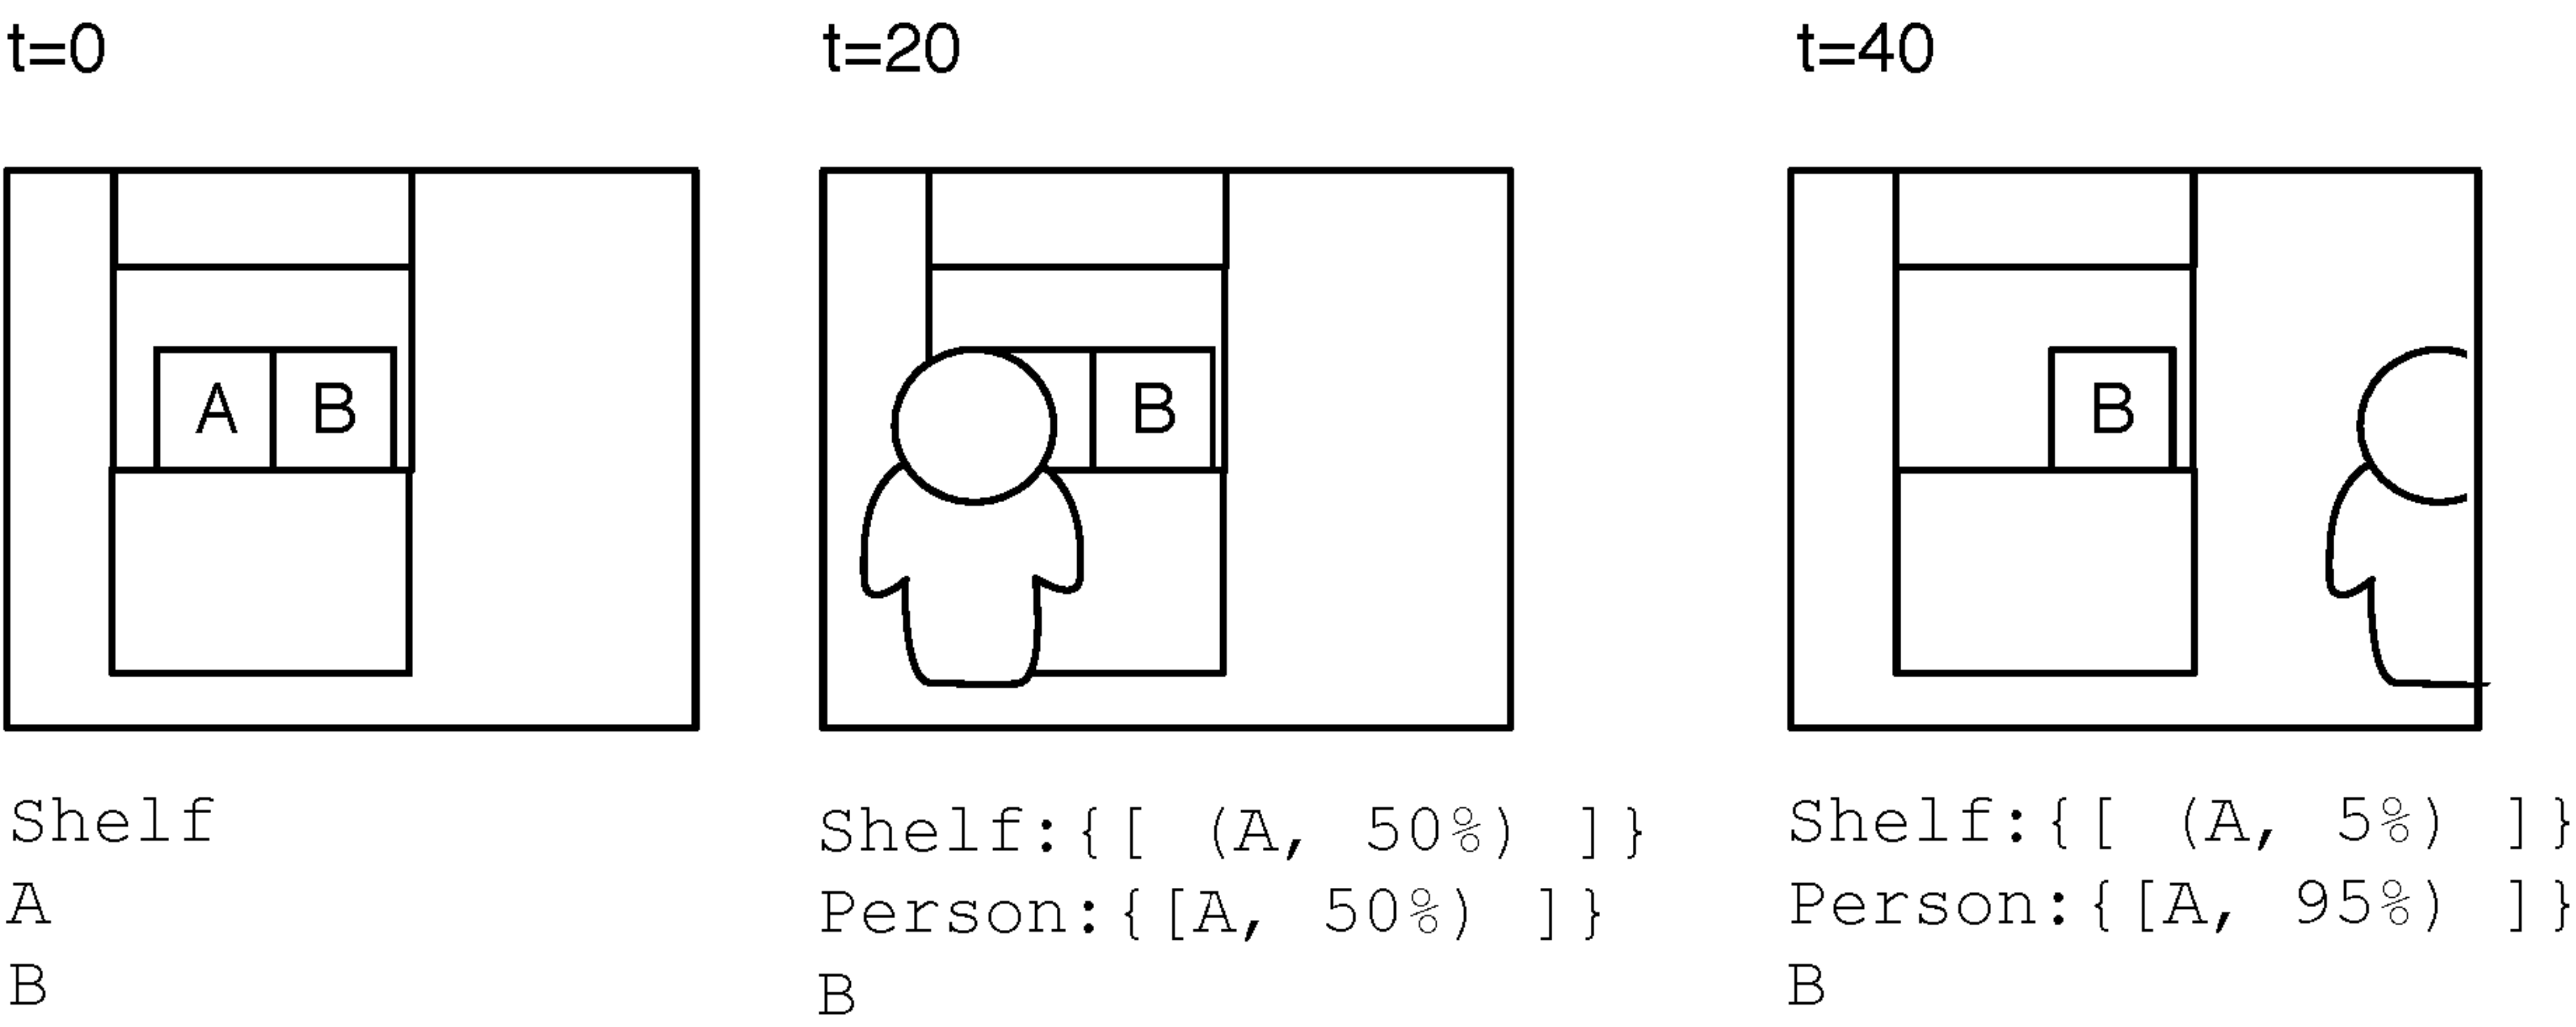 t=0
t=20
t=40
A B
B
B
Shelf
A
B
Shelf:{[ (A, 50%) ]}
Person:{[A, 50%) ]}
B
Shelf:{[ (A, 5%) ]}
Person:{[A, 95%) ]}
B